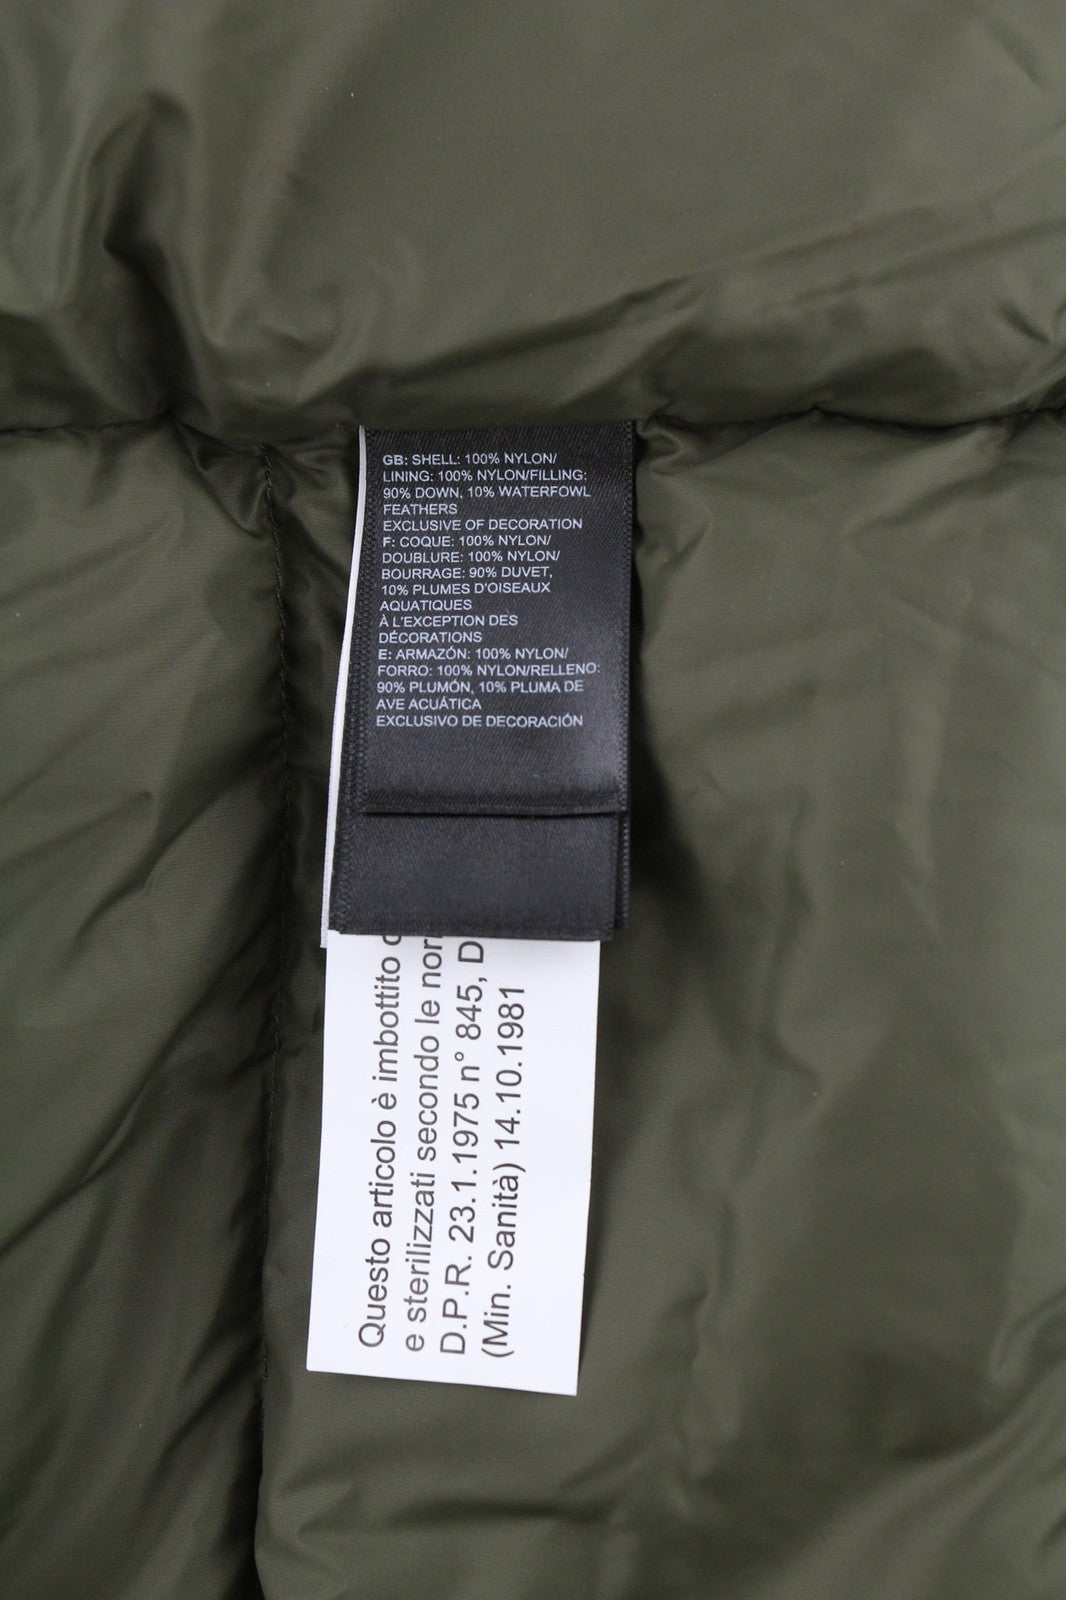 GB: SHELL: 100% NYLON/
LINING: 100% NYLON/FILLING:
90% DOWN, 10% WATERFOWL
FEATHERS
EXCLUSIVE OF DECORATION
F: COQUE: 100% NYLON/
DOUBLURE: 100% NYLON/
BOURRAGE: 90% DUVET,
10% PLUMES D'OISEAUX
AQUATIQUES
À L'EXCEPTION DES
DÉCORATIONS
E: ARMAZÓN: 100% NYLON/
FORRO: 100% NYLON/RELLENO:
90% PLUMÓN, 10% PLUMA DE
AVE ACUÁTICA
EXCLUSIVO DE DECORACIÓN
Questo articolo è imbottito
e sterilizzati secondo le
D.P.R. 23.1.1975 n° 845,
(Min. Sanità) 14.10.1981